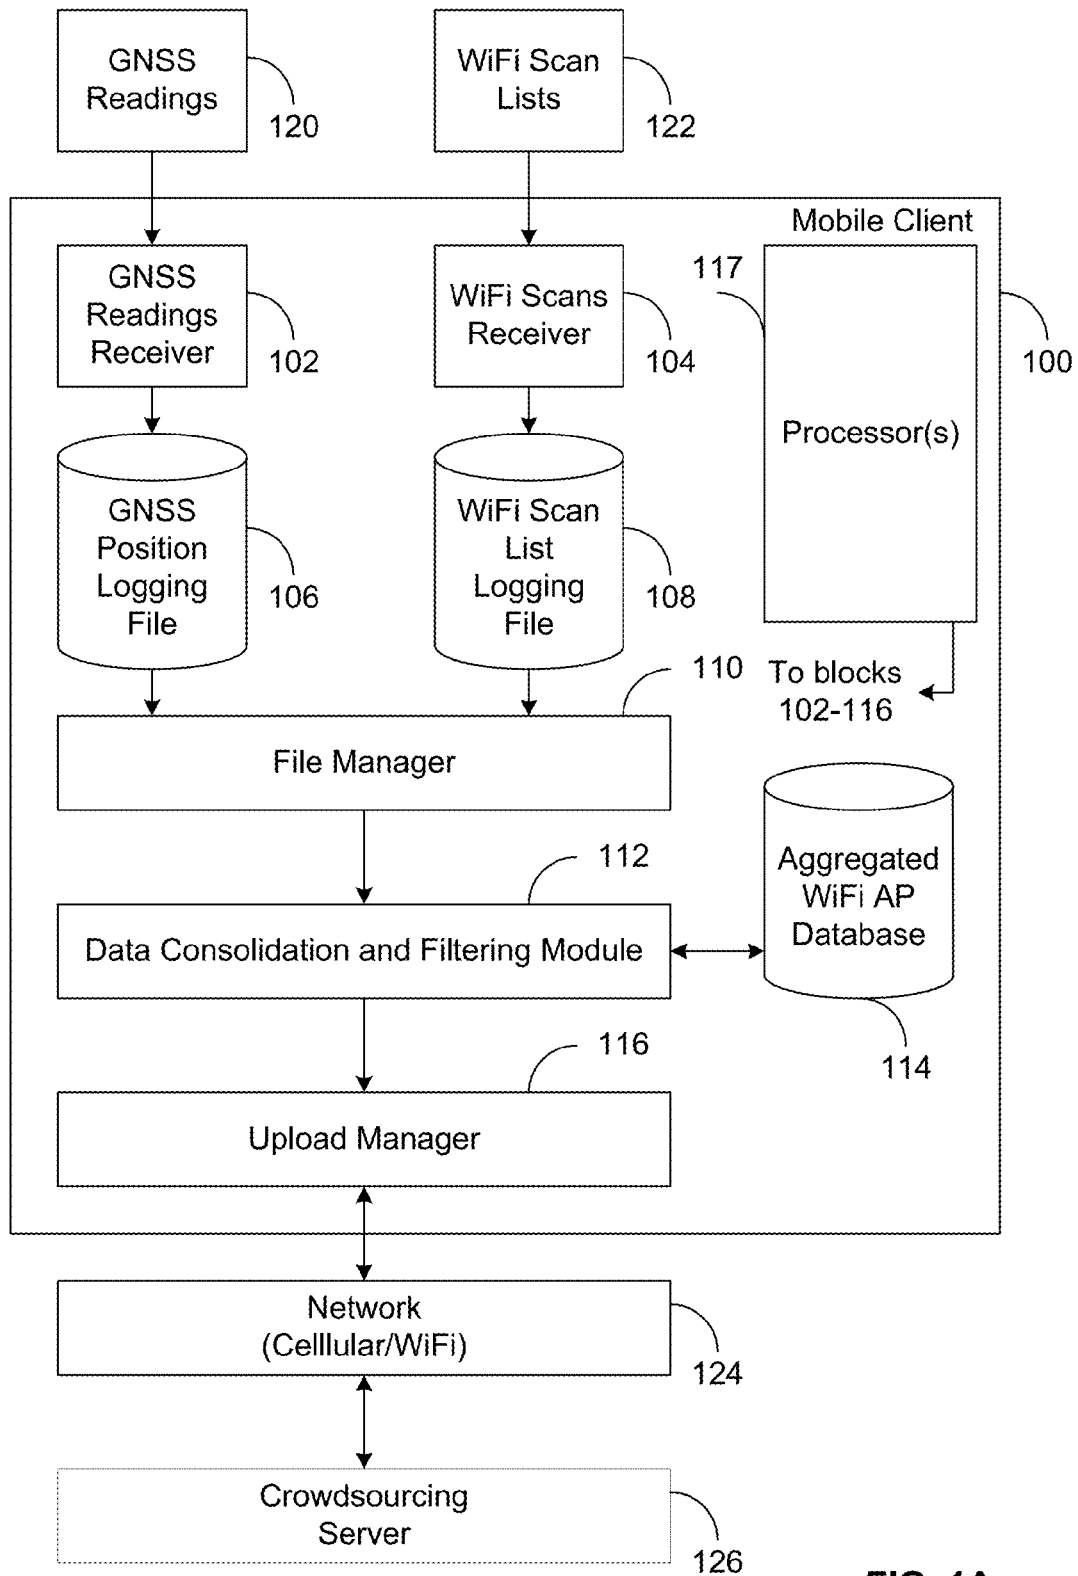 GNSS
Readings
120
WiFi Scan
Lists
122
Mobile Client
100
GNSS
Readings
Receiver
102
WiFi Scans
Receiver
104
117
Processor(s)
GNSS
Position
Logging
File
106
WiFi Scan
List
Logging
File
108
To blocks
102-116
110
File Manager
112
Data Consolidation and Filtering Module
Aggregated
WiFi AP
Database
114
116
Upload Manager
Network
(Celllular/WiFi)
124
Crowdsourcing
Server
126
FIG. 1A